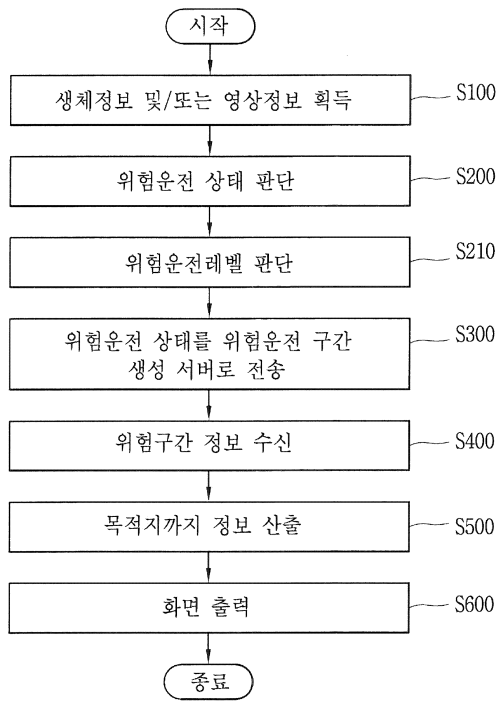 시작
생체정보 및/또는 영상정보 획득
S100
위험운전 상태 판단
S200
위험운전레벨 판단
S210
위험운전 상태를 위험운전 구간
생성 서버로 전송
S300
위험구간 정보 수신
S400
목적지까지 정보 산출
S500
화면 출력
S600
종료